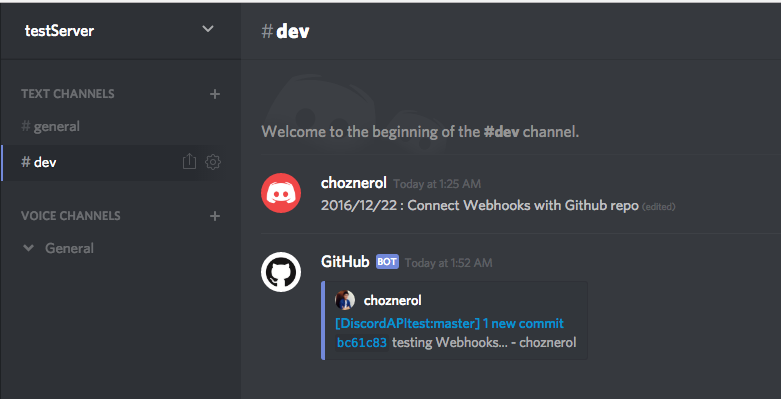 testServer
#dev
TEXT CHANNELS +
# general
# dev
VOICE CHANNELS +
General
Welcome to the beginning of the #dev channel.
choznerol Today at 1:25 AM
2016/12/22 : Connect Webhooks with Github repo (edited)
GitHub BOT Today at 1:52 AM
choznerol
[DiscordAPItest:master] 1 new commit
bc61c83 testing Webhooks... - choznerol